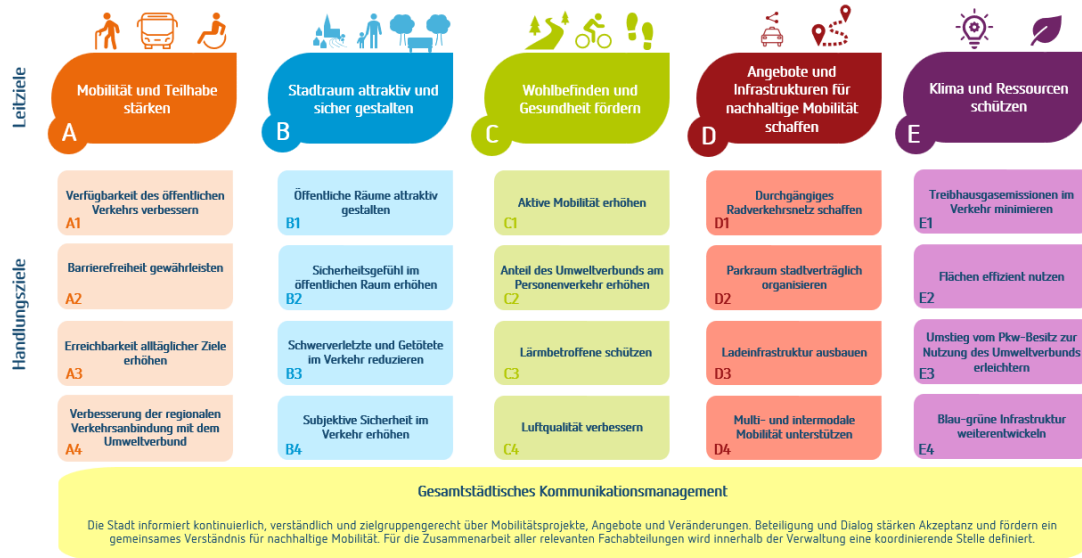 Leitziele
Mobilität und Teilhabe
stärken
A
Stadtraum attraktiv und
sicher gestalten
B
Wohlbefinden und
Gesundheit fördern
C
Angebote und
Infrastrukturen für
nachhaltige Mobilität
schaffen
D
Klima und Ressourcen
schützen
E
Handlungsziele
Verfügbarkeit des öffentlichen
Verkehrs verbessern
A1
Öffentliche Räume attraktiv
gestalten
B1
Aktive Mobilität erhöhen
C1
Durchgängiges
Radverkehrsnetz schaffen
D1
Treibhausgasemissionen im
Verkehr minimieren
E1
Barrierefreiheit gewährleisten
A2
Sicherheitsgefühl im
öffentlichen Raum erhöhen
B2
Anteil des Umweltverbunds am
Personenverkehr erhöhen
C2
Parkraum stadtverträglich
organisieren
D2
Flächen effizient nutzen
E2
Erreichbarkeit alltäglicher Ziele
erhöhen
A3
Schwerverletzte und Getötete
im Verkehr reduzieren
B3
Lärmbetroffene schützen
C3
Ladeinfrastruktur ausbauen
D3
Umstieg vom Pkw-Besitz zur
Nutzung des Umweltverbunds
erleichtern
E3
Verbesserung der regionalen
Verkehrsanbindung mit dem
Umweltverbund
A4
Subjektive Sicherheit im
Verkehr erhöhen
B4
Luftqualität verbessern
C4
Multi- und intermodale
Mobilität unterstützen
D4
Blau-grüne Infrastruktur
weiterentwickeln
E4
Gesamtstädtisches Kommunikationsmanagement
Die Stadt informiert kontinuierlich, verständlich und zielgruppengerecht über Mobilitätsprojekte, Angebote und Veränderungen. Beteiligung und Dialog stärken Akzeptanz und fördern ein
gemeinsames Verständnis für nachhaltige Mobilität. Für die Zusammenarbeit aller relevanten Fachabteilungen wird innerhalb der Verwaltung eine koordinierende Stelle definiert.